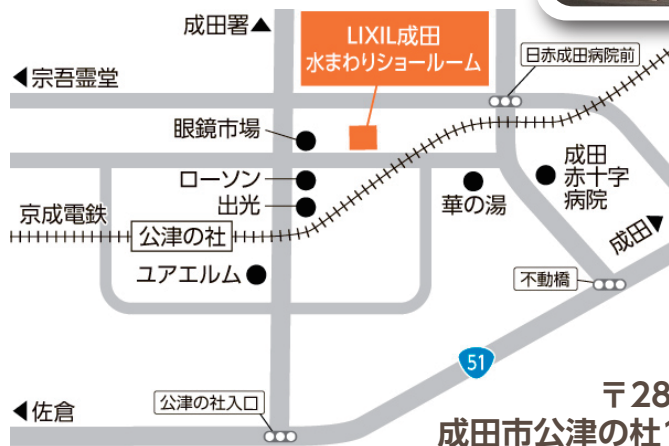 成田署▲
LIXIL成田
水まわりショールーム
日赤成田病院前
◀宗吾霊堂
眼鏡市場
ローソン
出光
華の湯
成田
赤十字
病院
京成電鉄
公津の杜
成田▶
ユアエルム
不動橋
51
公津の杜入口
◀佐倉
〒28
成田市公津の杜